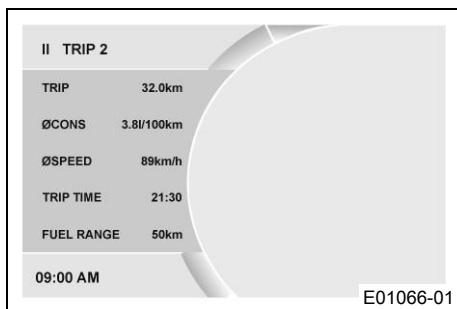 II TRIP 2
TRIP 32.0km
ØCONS 3.8l/100km
ØSPEED 89km/h
TRIP TIME 21:30
FUEL RANGE 50km
09:00 AM
E01066-01